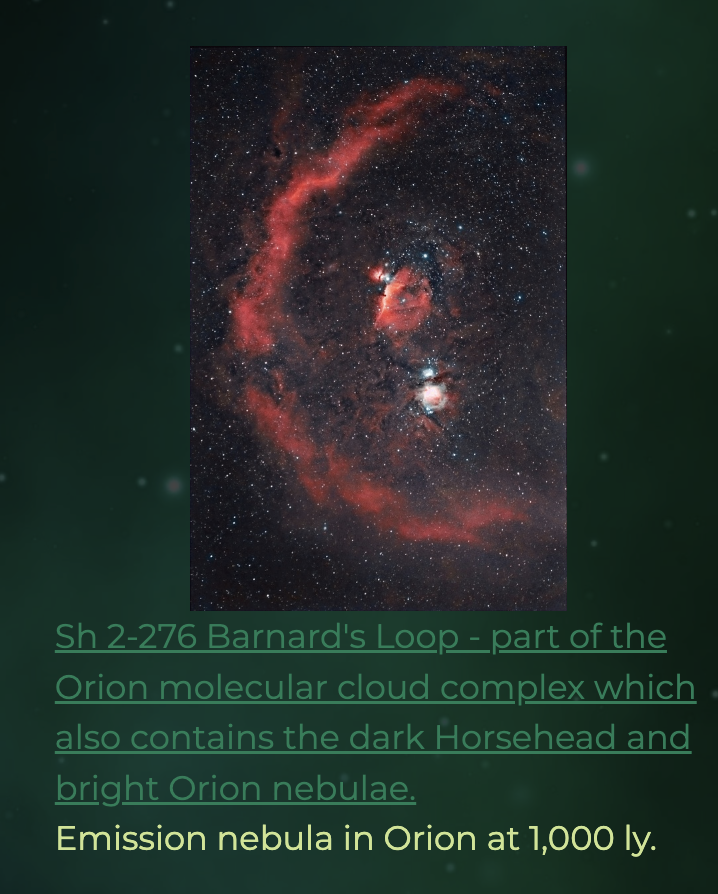 Sh 2-276 Barnard's Loop - part of the
Orion molecular cloud complex which
also contains the dark Horsehead and
bright Orion nebulae.
Emission nebula in Orion at 1,000 ly.